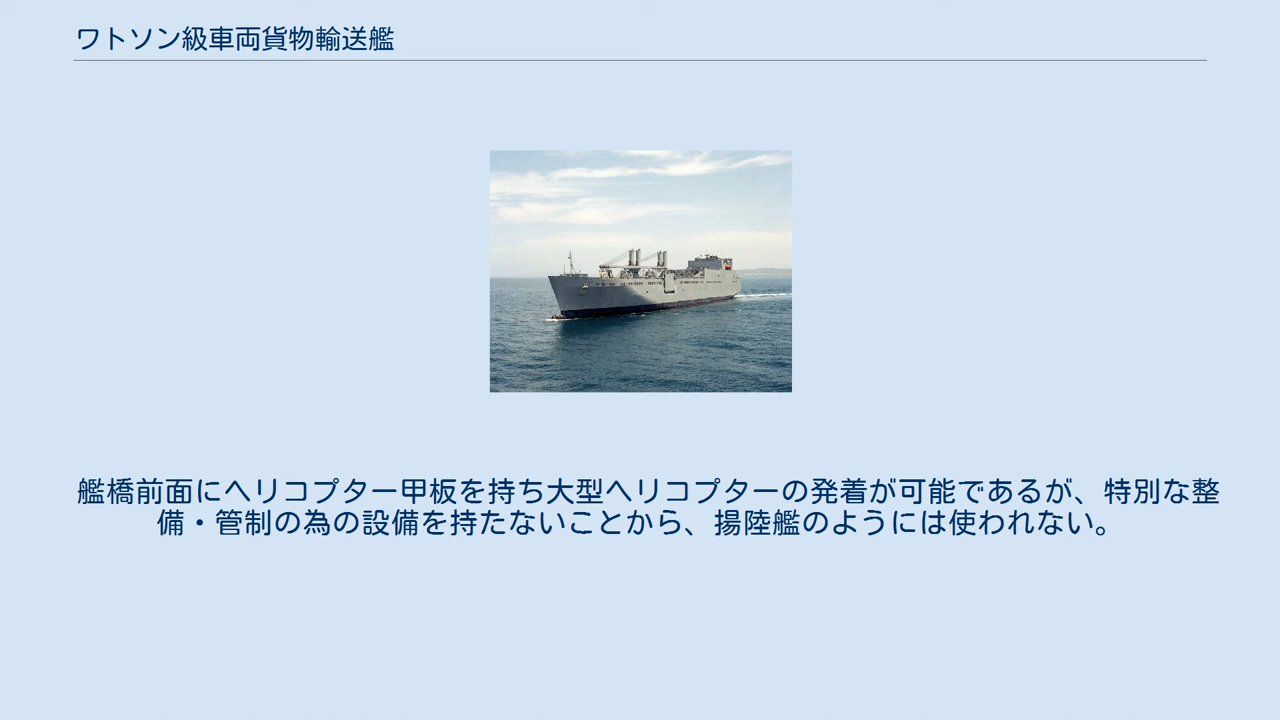 ワトソン級車両貨物輸送艦
艦橋前面にヘリコプター甲板を持ち大型ヘリコプターの発着が可能であるが、特別な整
備・管制の為の設備を持たないことから、揚陸艦のようには使われない。